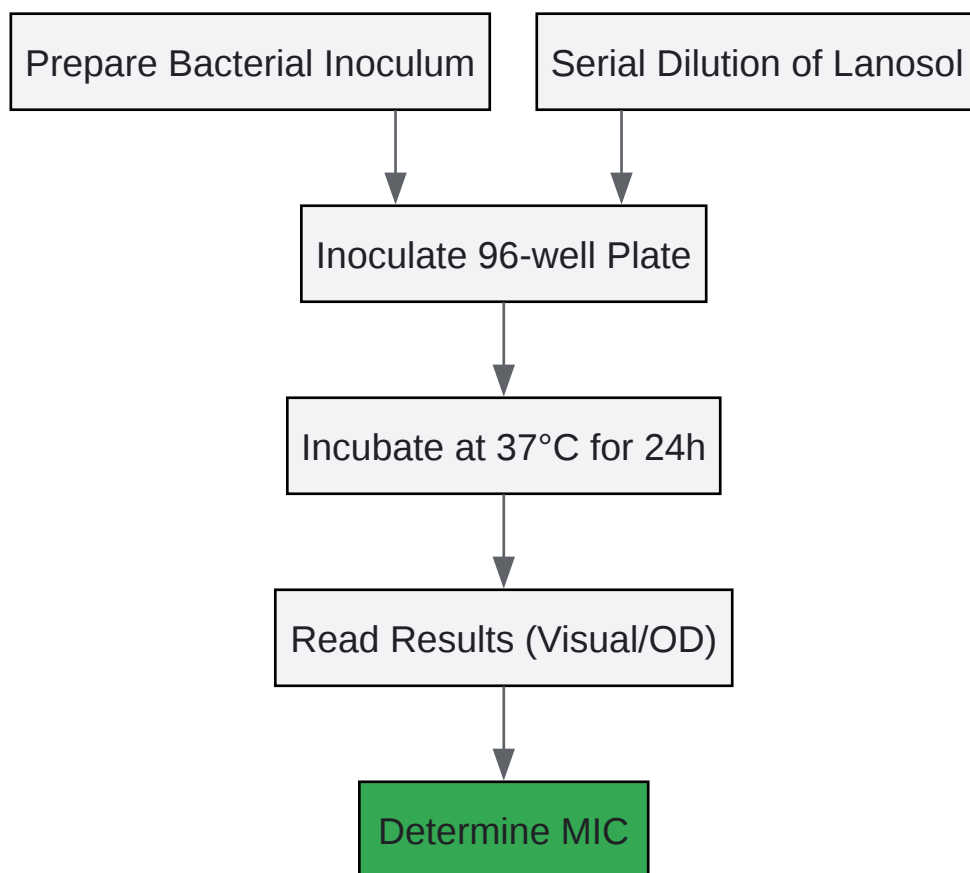 Prepare Bacterial Inoculum
Serial Dilution of Lanosol
Inoculate 96-well Plate
Incubate at 37°C for 24h
Read Results (Visual/OD)
Determine MIC